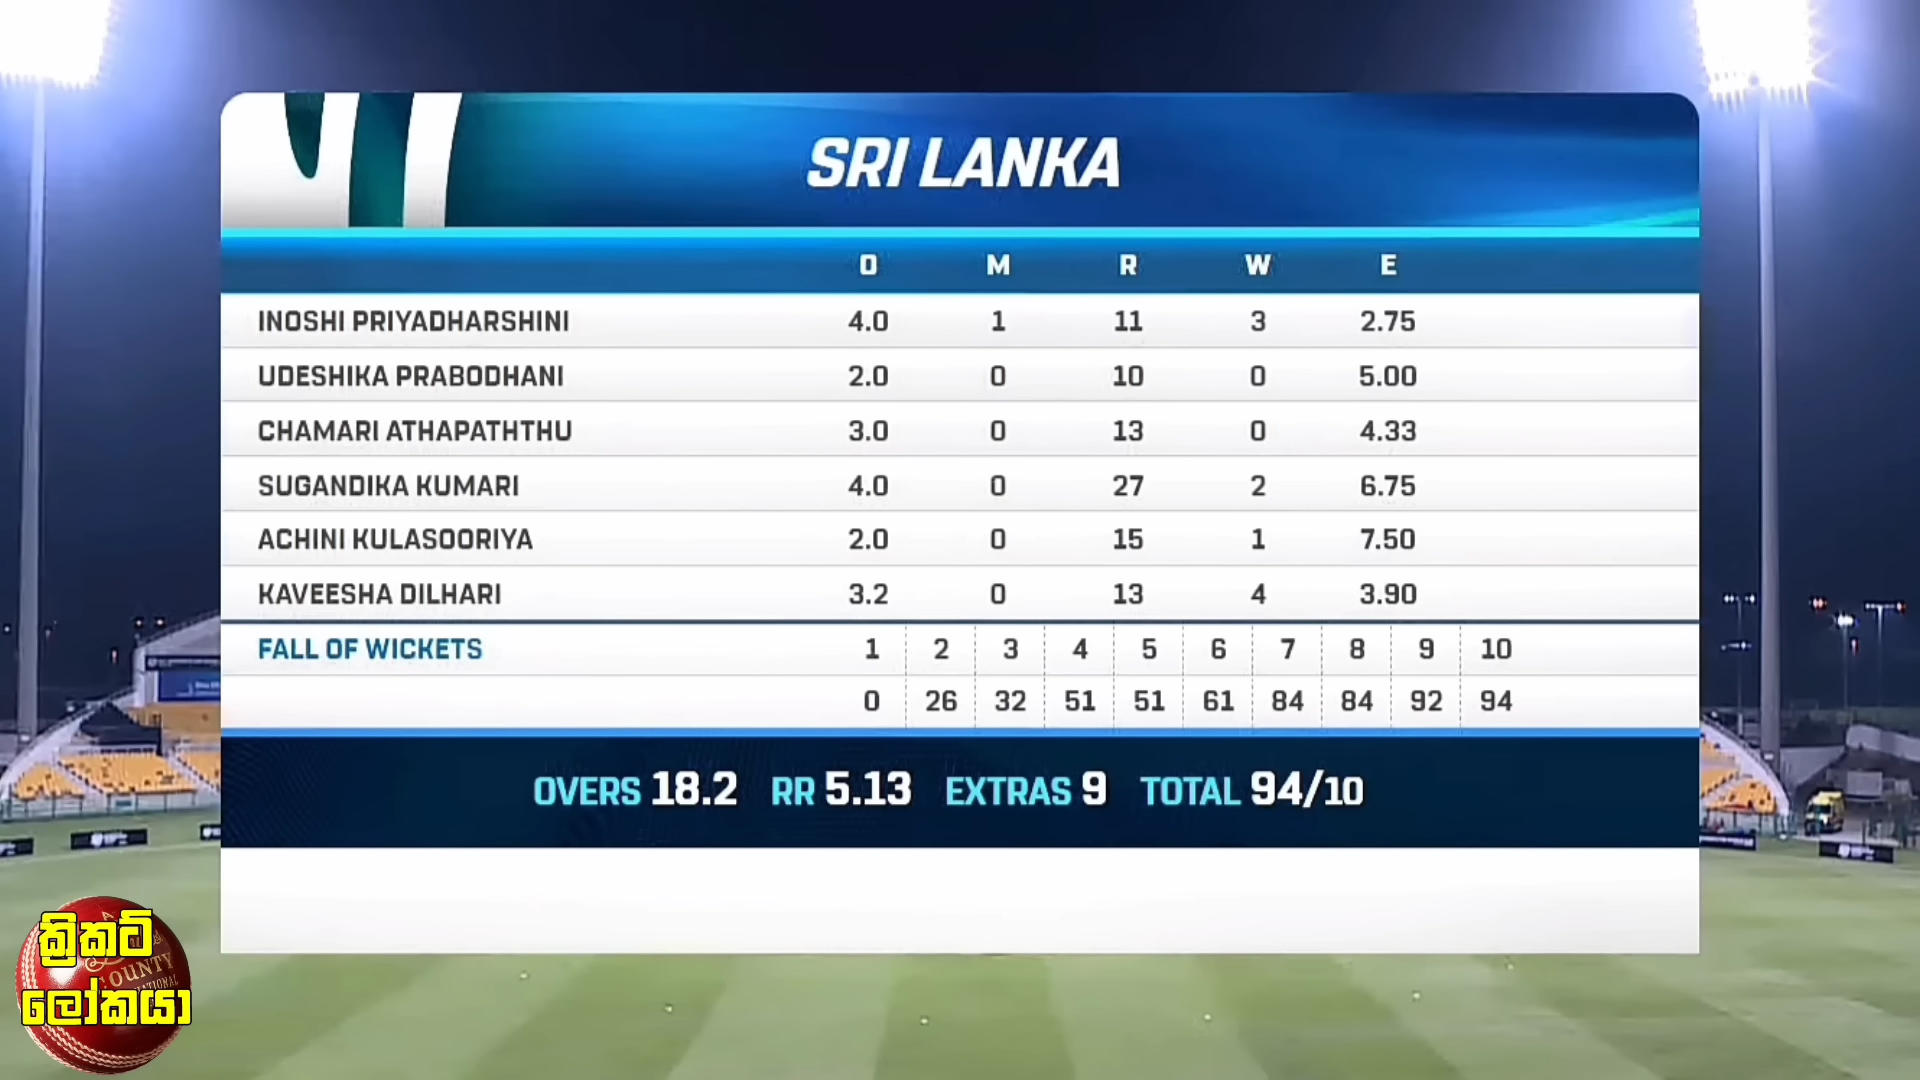 SRI LANKA
O M R W E
INOSHI PRIYADHARSHINI 4.0 1 11 3 2.75
UDESHIKA PRABODHANI 2.0 0 10 0 5.00
CHAMARI ATHAPATHTHU 3.0 0 13 0 4.33
SUGANDIKA KUMARI 4.0 0 27 2 6.75
ACHINI KULASOORIYA 2.0 0 15 1 7.50
KAVEESHA DILHARI 3.2 0 13 4 3.90
FALL OF WICKETS 1 2 3 4 5 6 7 8 9 10
0 26 32 51 51 61 84 84 92 94
OVERS 18.2 RR 5.13 EXTRAS 9 TOTAL 94/10
ක්‍රිකට්
COUNTY
ලෝකයා